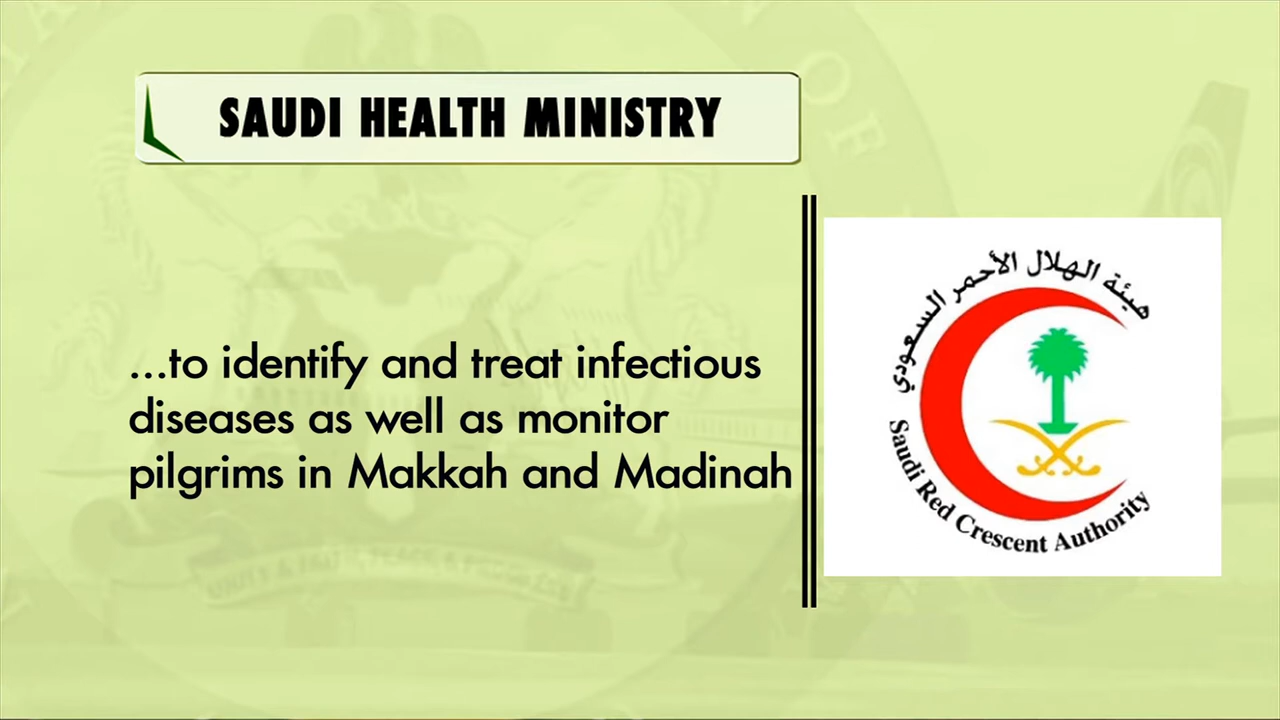 SAUDI HEALTH MINISTRY
...to identify and treat infectious
diseases as well as monitor
pilgrims in Makkah and Madinah
هيئة الهلال الأحمر السعودي
Saudi Red Crescent Authority
OF